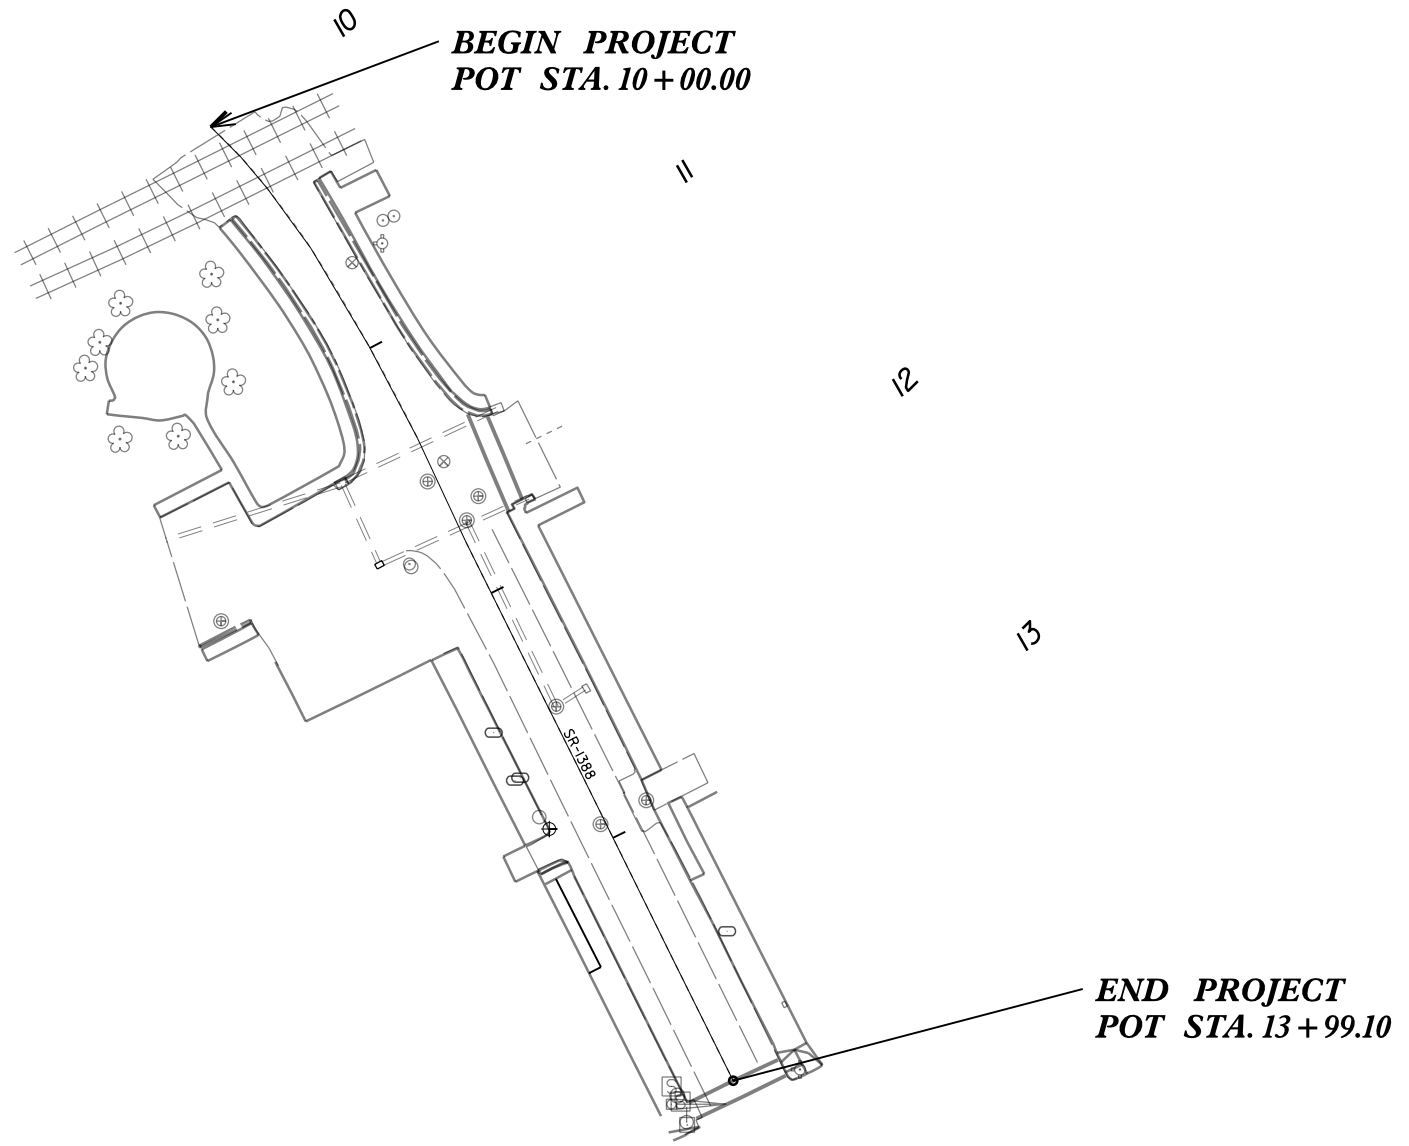 10
BEGIN PROJECT
POT STA. 10+00.00
11
12
13
SR-1388
END PROJECT
POT STA. 13+99.10